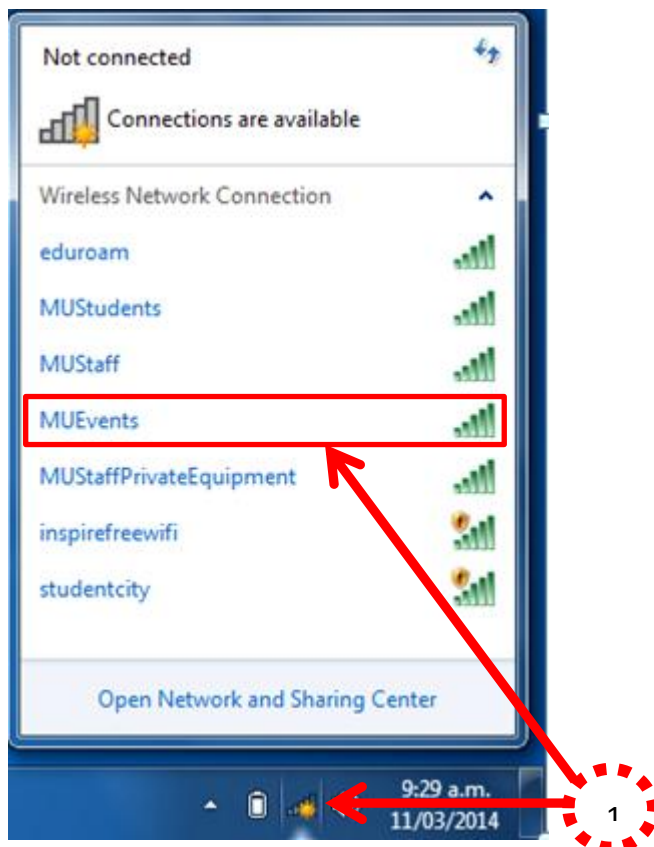 Not connected
Connections are available
Wireless Network Connection
eduroam
MUStudents
MUStaff
MUEvents
MUStaffPrivateEquipment
inspirefreewifi
studentcity
Open Network and Sharing Center
9:29 a.m.
11/03/2014
1